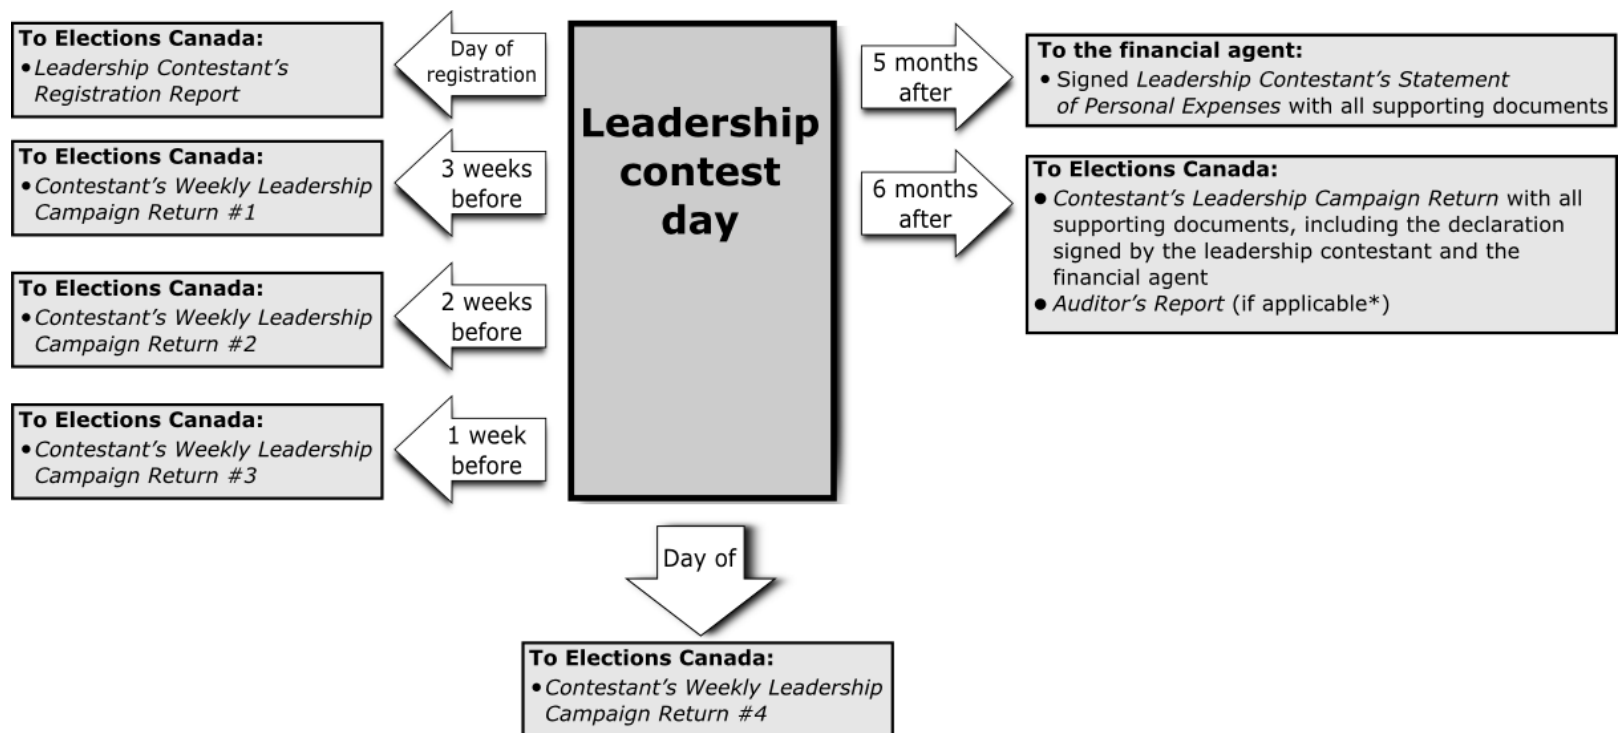 To Elections Canada:
• Leadership Contestant's
Registration Report
Day of
registration
To Elections Canada:
• Contestant's Weekly Leadership
Campaign Return #1
3 weeks
before
To Elections Canada:
• Contestant's Weekly Leadership
Campaign Return #2
2 weeks
before
To Elections Canada:
• Contestant's Weekly Leadership
Campaign Return #3
1 week
before
Leadership
contest
day
5 months
after
To the financial agent:
• Signed Leadership Contestant's Statement
of Personal Expenses with all supporting documents
6 months
after
To Elections Canada:
• Contestant's Leadership Campaign Return with all
supporting documents, including the declaration
signed by the leadership contestant and the
financial agent
• Auditor's Report (if applicable*)
Day of
To Elections Canada:
• Contestant's Weekly Leadership
Campaign Return #4